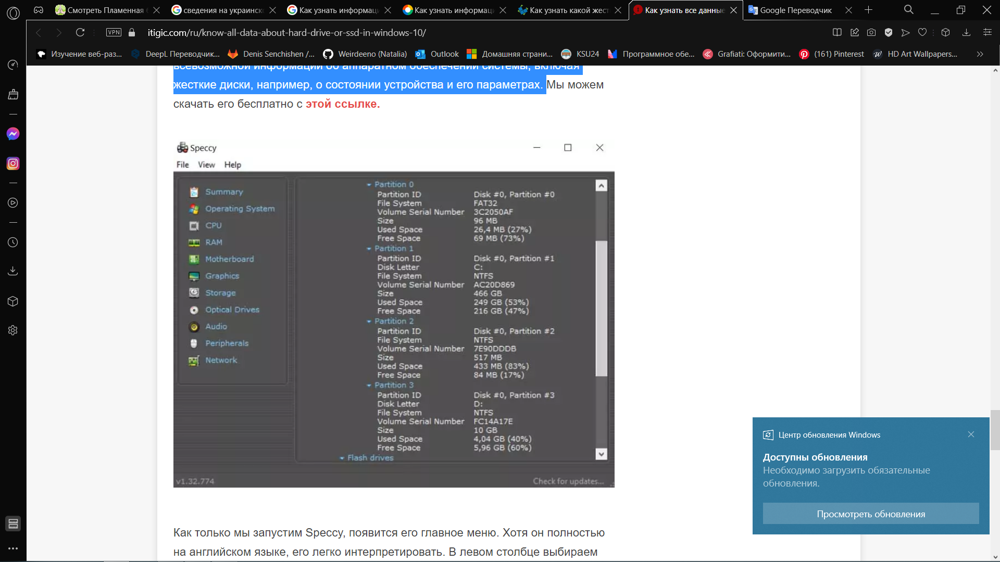 Смотреть Пламенная
сведения на украинск
Как узнать информаци
Как узнать информаци
Как узнать какой жест
Как узнать все данные
Google Переводчик
VPN
itigic.com/ru/know-all-data-about-hard-drive-or-ssd-in-windows-10/
Изучение веб-раз...
DeepL Переводчик...
Denis Senchishen /...
Weirdeeno (Natalia)
Outlook
Домашняя страни...
KSU24
Программное обе...
Grafiati: Оформити...
(161) Pinterest
HD Art Wallpapers...
всевозможной информации об аппаратном обеспечении системы, включая
жесткие диски, например, о состоянии устройства и его параметрах. Мы можем
скачать его бесплатно с этой ссылке.
Speccy
File View Help
Summary
Operating System
CPU
RAM
Motherboard
Graphics
Storage
Optical Drives
Audio
Peripherals
Network
Partition 0
Partition ID Disk #0, Partition #0
File System FAT32
Volume Serial Number 3C2050AF
Size 96 MB
Used Space 26,4 MB (27%)
Free Space 69 MB (73%)
Partition 1
Partition ID Disk #0, Partition #1
Disk Letter C:
File System NTFS
Volume Serial Number AC20D869
Size 466 GB
Used Space 249 GB (53%)
Free Space 216 GB (47%)
Partition 2
Partition ID Disk #0, Partition #2
File System NTFS
Volume Serial Number 7E90DDDB
Size 517 MB
Used Space 433 MB (83%)
Free Space 84 MB (17%)
Partition 3
Partition ID Disk #0, Partition #3
Disk Letter D:
File System NTFS
Volume Serial Number FC14A17E
Size 10 GB
Used Space 4,04 GB (40%)
Free Space 5,96 GB (60%)
Flash drives
v1.32.774
Check for updates...
Центр обновления Windows
Доступны обновления
Необходимо загрузить обязательные
обновления.
Просмотреть обновления
Как только мы запустим Speccy, появится его главное меню. Хотя он полностью
на английском языке, его легко интерпретировать. В левом столбце выбираем